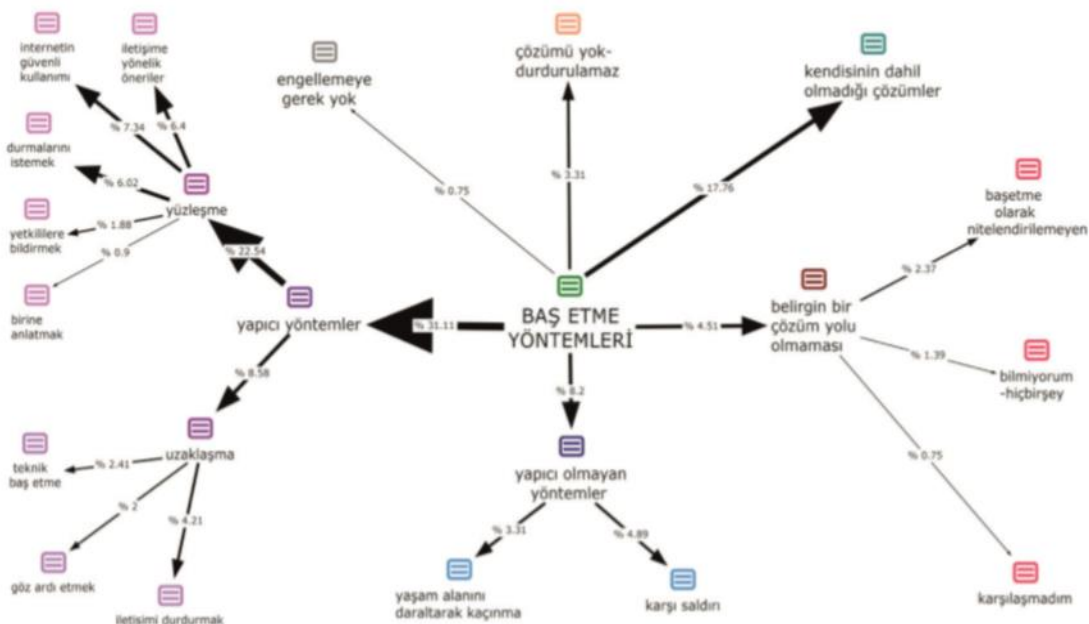 internetin
güvenli
kullanımı
iletişime
yönelik
öneriler
engellemeye
gerek yok
çözümü yok-
durdurulamaz
kendisinin dahil
olmadığı çözümler
% 7.34
% 6.4
durmalarını
istemek
% 6.02
yüzleşme
% 0.75
% 3.31
% 17.76
başetme
olarak
nitelendirilemeyen
yetkililere
bildirmek
% 1.88
% 0.9
% 22.54
birine
anlatmak
yapıcı yöntemler
% 31.11
BAŞ ETME
YÖNTEMLERİ
% 4.51
belirgin bir
çözüm yolu
olmaması
% 2.37
% 1.39
bilmiyorum
-hiçbirşey
% 8.58
% 8.2
uzaklaşma
teknik
baş etme
% 2.41
% 2
% 4.21
yapıcı olmayan
yöntemler
% 0.75
% 3.31
% 4.89
göz ardı etmek
iletişimi durdurmak
yaşam alanını
daraltarak kaçınma
karşı saldırı
karşılaşmadım